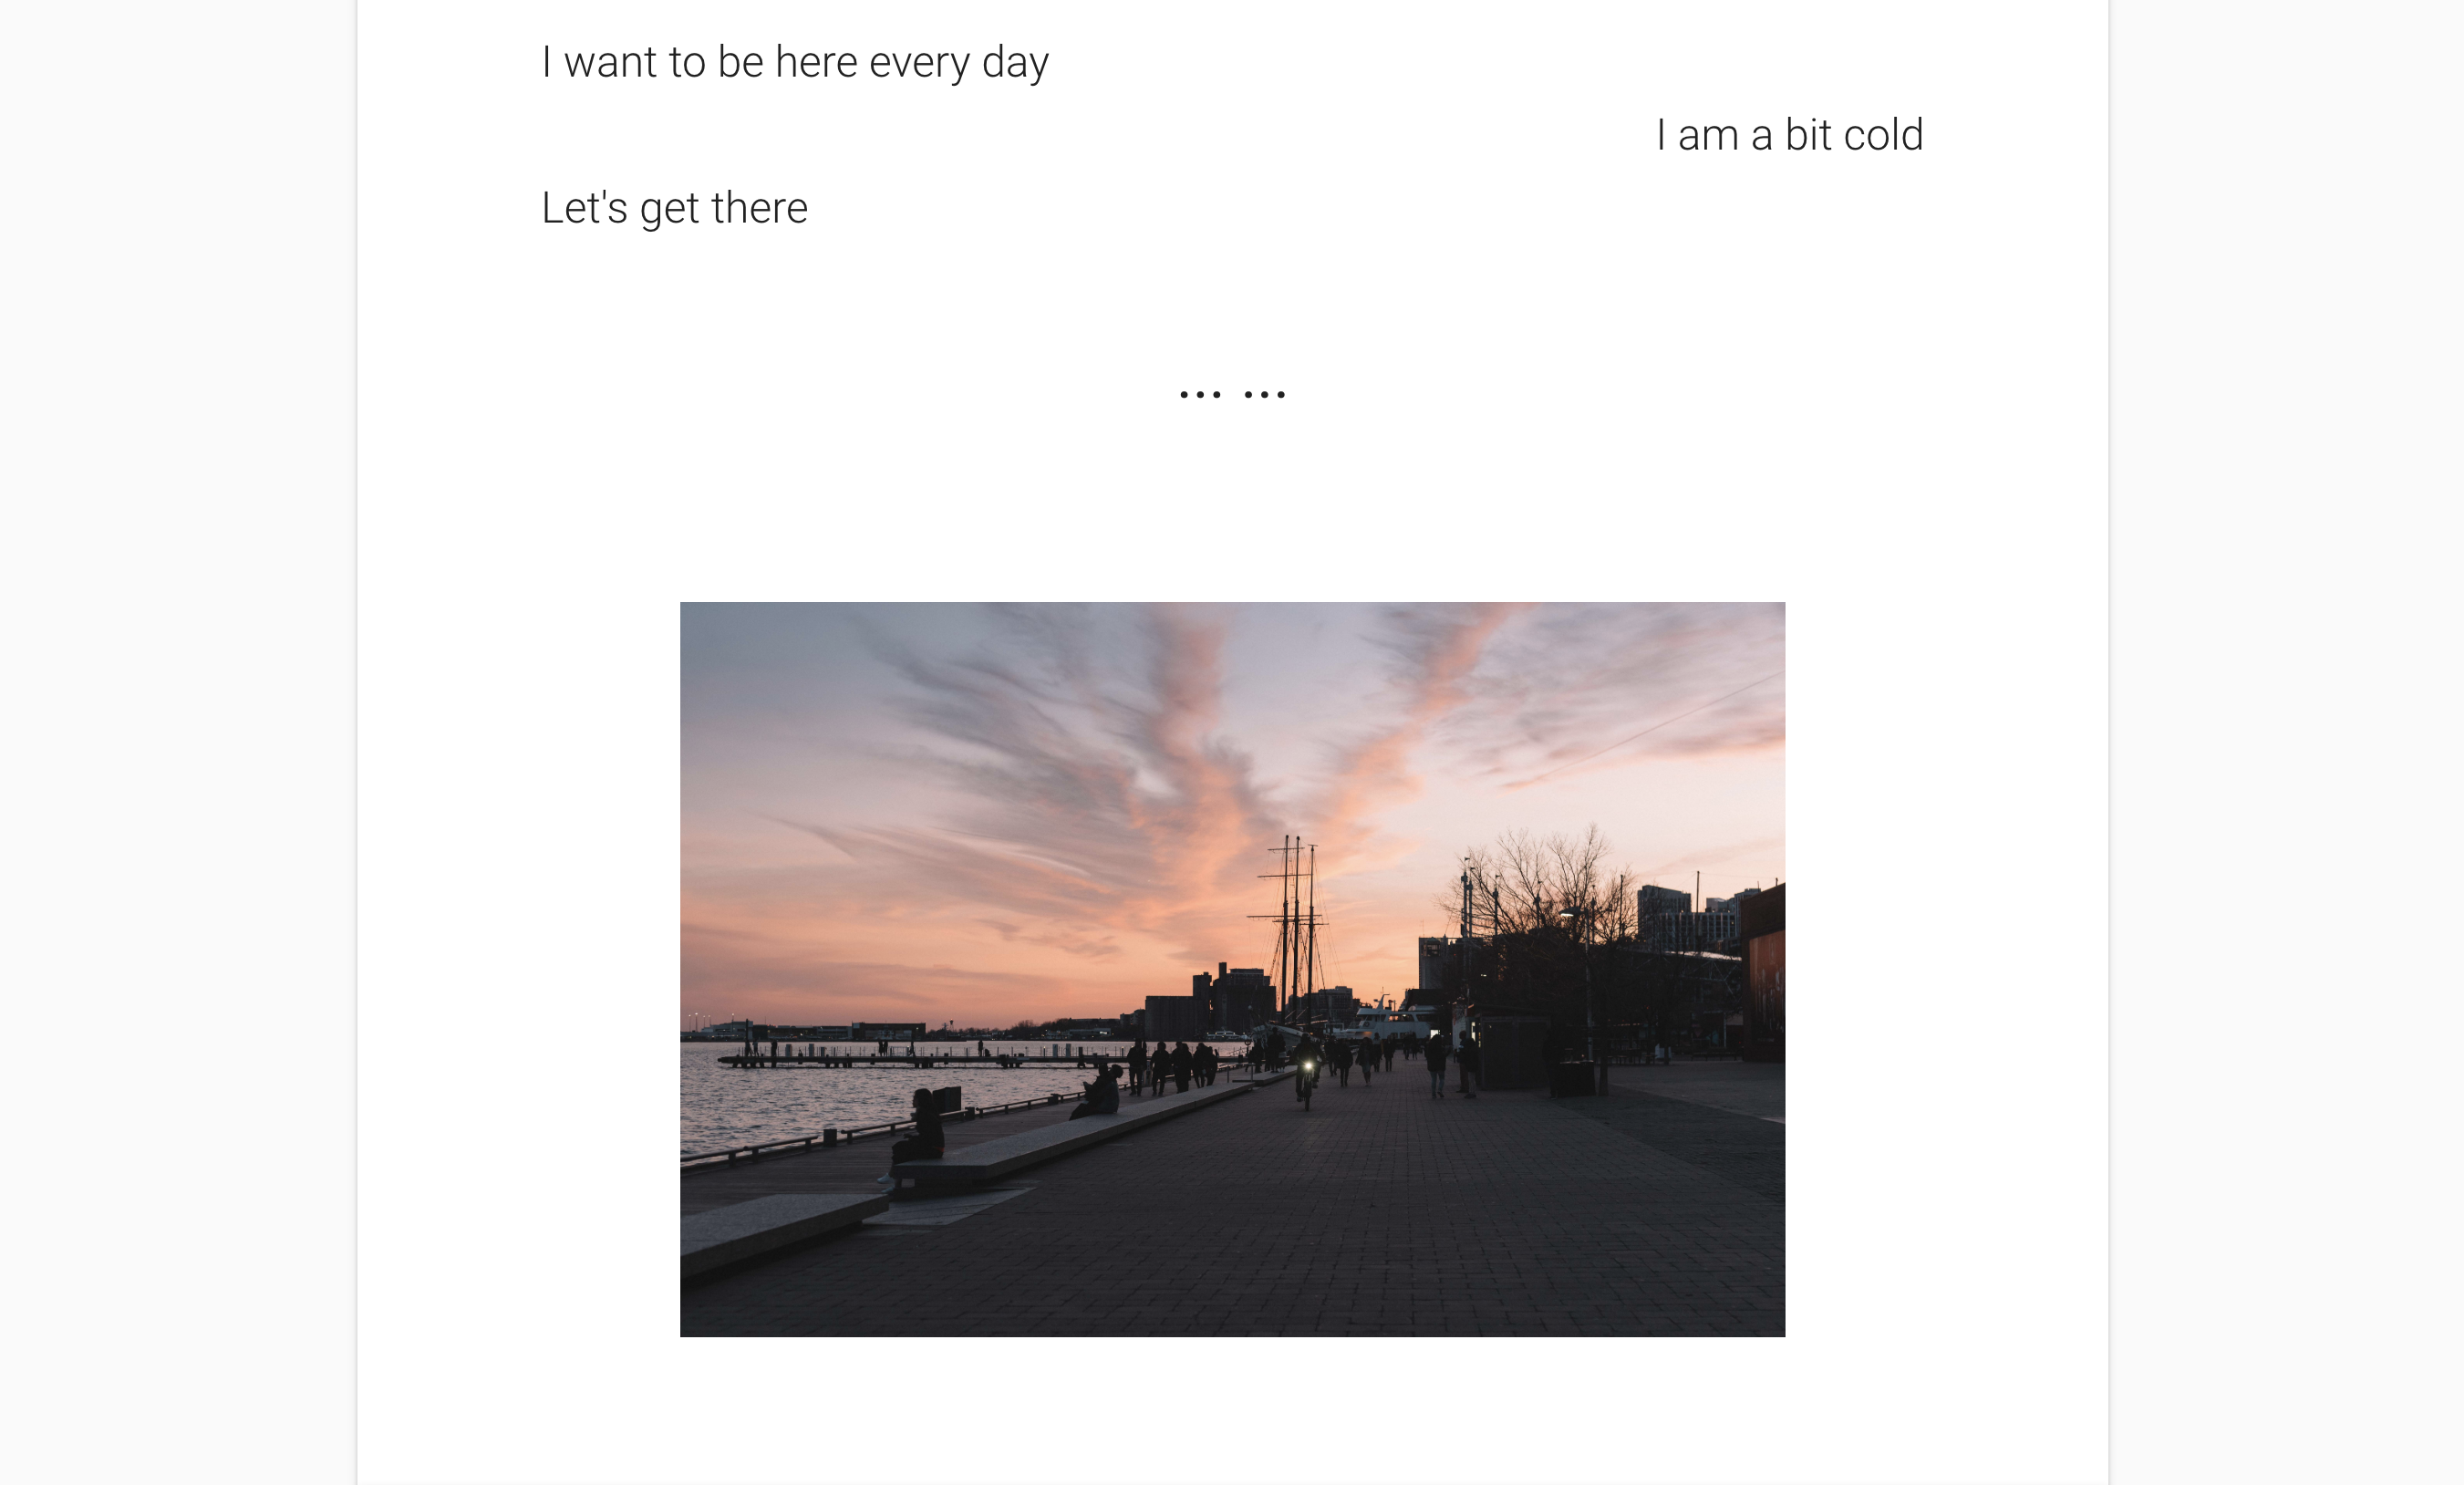 I want to be here every day
I am a bit cold
Let's get there
... ...